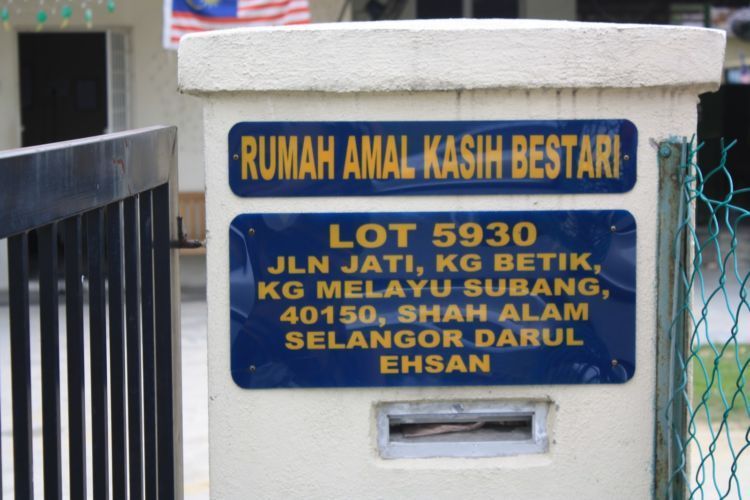 RUMAH AMAL KASIH BESTARI
LOT 5930
JLN JATI, KG BETIK,
KG MELAYU SUBANG,
40150, SHAH ALAM
SELANGOR DARUL
EHSAN